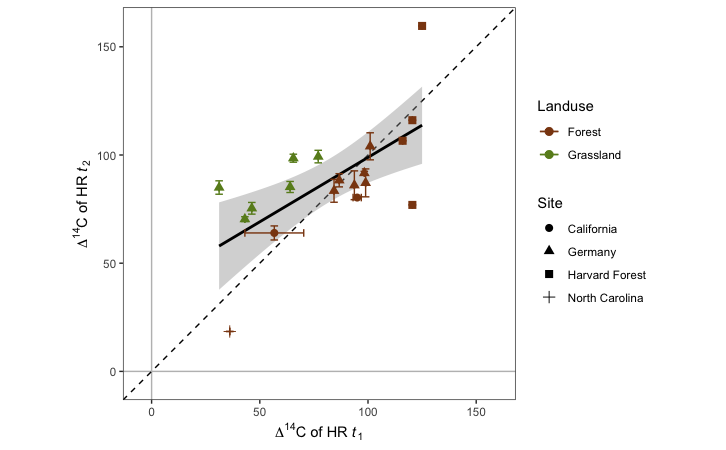 150
100
50
0
Δ¹⁴C of HR t₂
0
50
100
150
Δ¹⁴C of HR t₁
Landuse
Forest
Grassland
Site
California
Germany
Harvard Forest
North Carolina